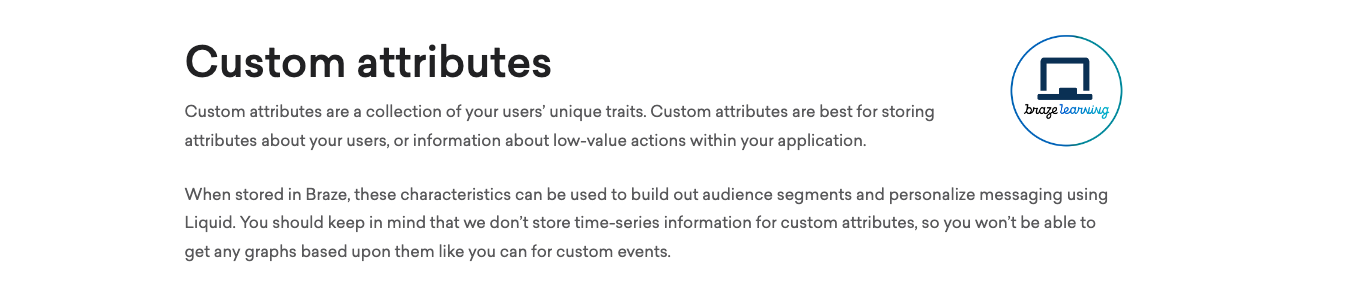 Custom attributes
braze learning
Custom attributes are a collection of your users’ unique traits. Custom attributes are best for storing
attributes about your users, or information about low-value actions within your application.
When stored in Braze, these characteristics can be used to build out audience segments and personalize messaging using
Liquid. You should keep in mind that we don’t store time-series information for custom attributes, so you won’t be able to
get any graphs based upon them like you can for custom events.